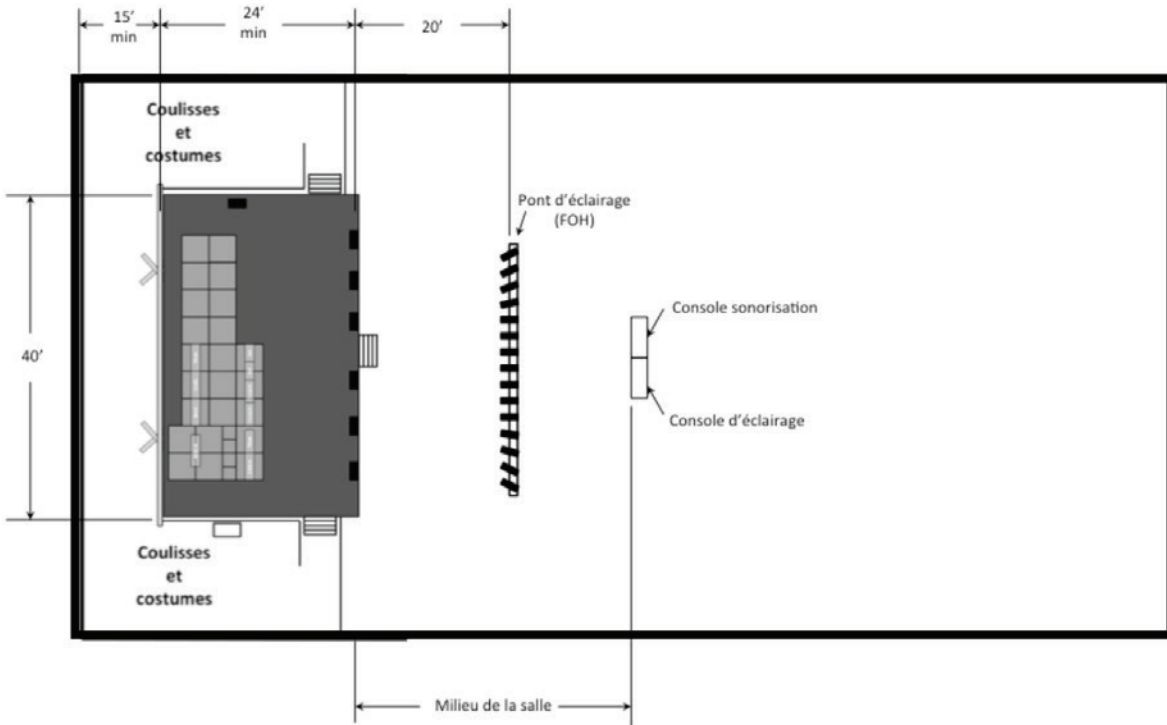 15’
min
24’
min
20’
Coulisses
et
costumes
Pont d’éclairage
(FOH)
Console sonorisation
40’
Console d’éclairage
Coulisses
et
costumes
Milieu de la salle